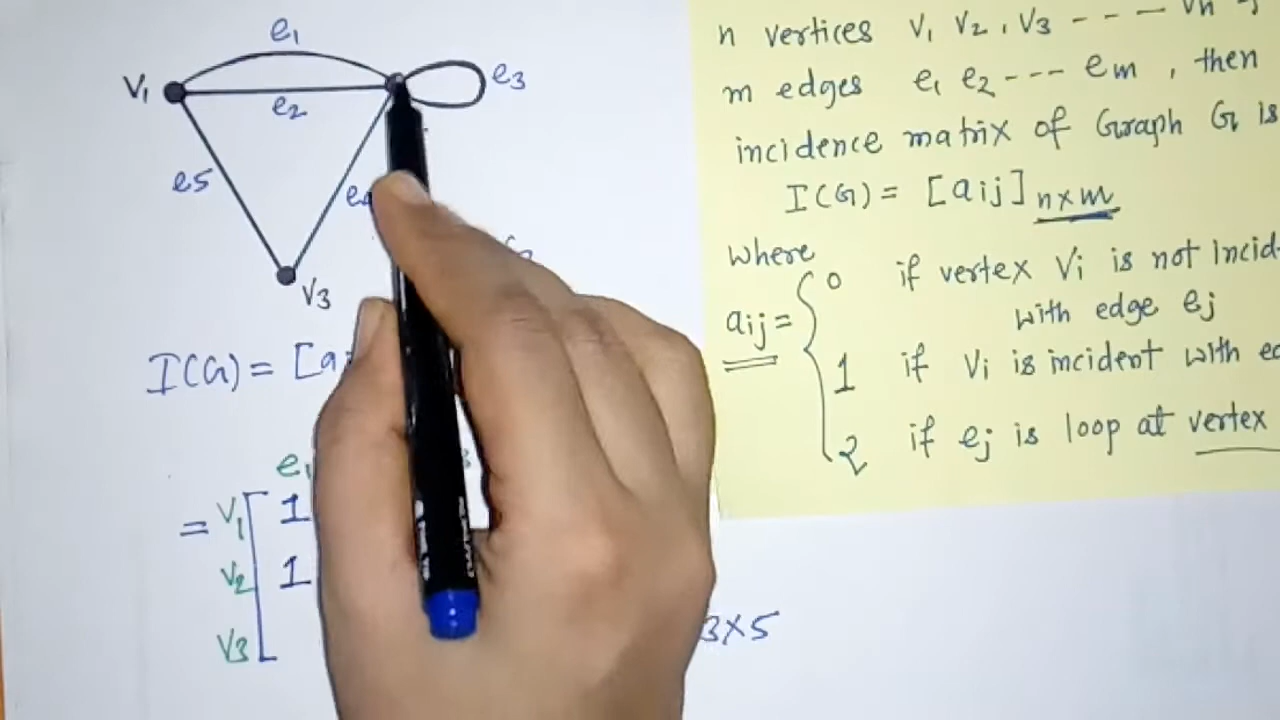 e1
V1
e2
e3
e5
V3
I(G) = [a
e1
= V1 1
V2 1
V3
3×5
n vertices V1 V2, V3 - - - - Vn
m edges e1 e2 --- em, then
incidence matrix of Graph G is
I(G) = [aij] n×m
where
aij =
0 if vertex Vi is not incid
with edge ej
1 if Vi is incident with
2 if ej is loop at vertex